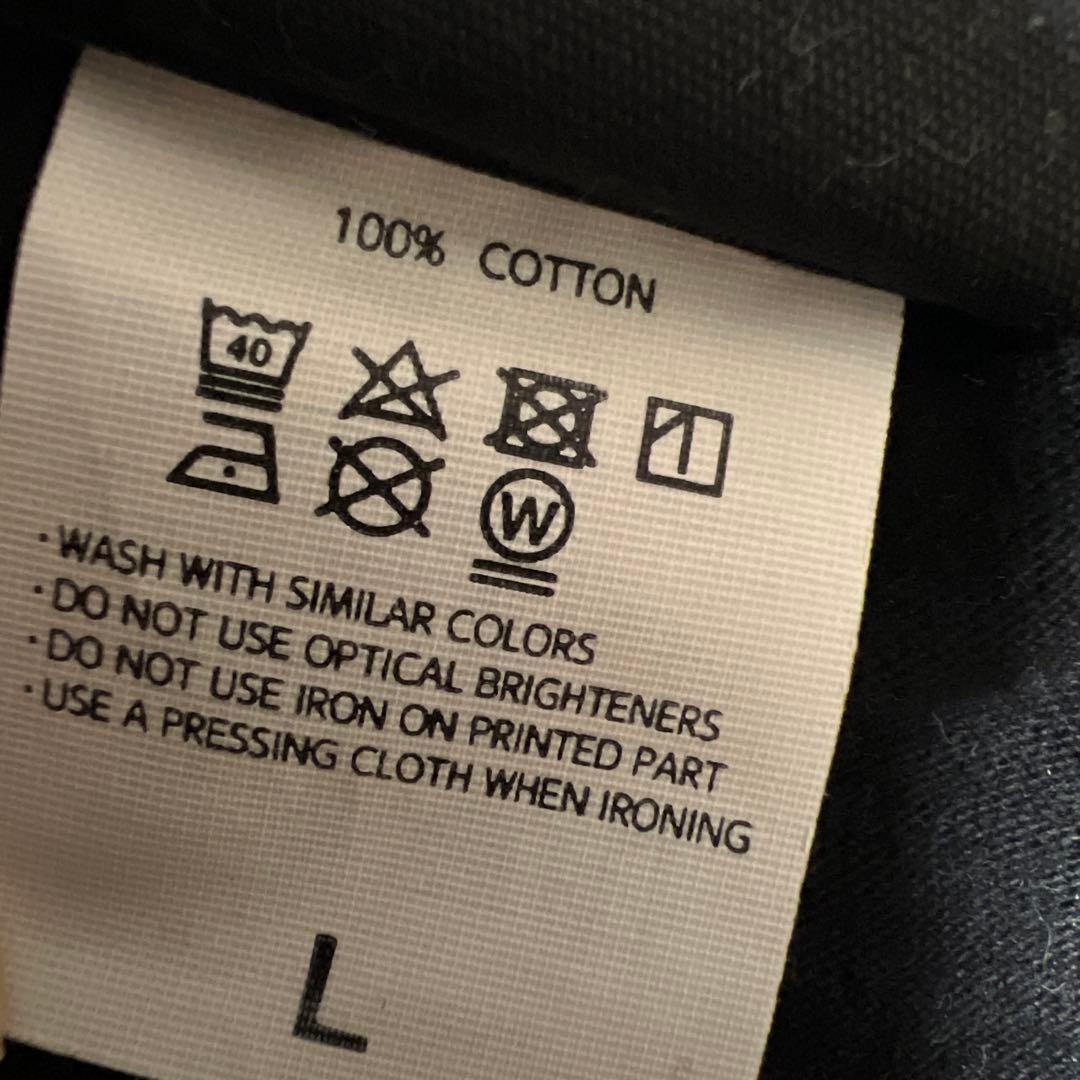 100% COTTON
40
W
·WASH WITH SIMILAR COLORS
·DO NOT USE OPTICAL BRIGHTENERS
·DO NOT USE IRON ON PRINTED PART
·USE A PRESSING CLOTH WHEN IRONING
L